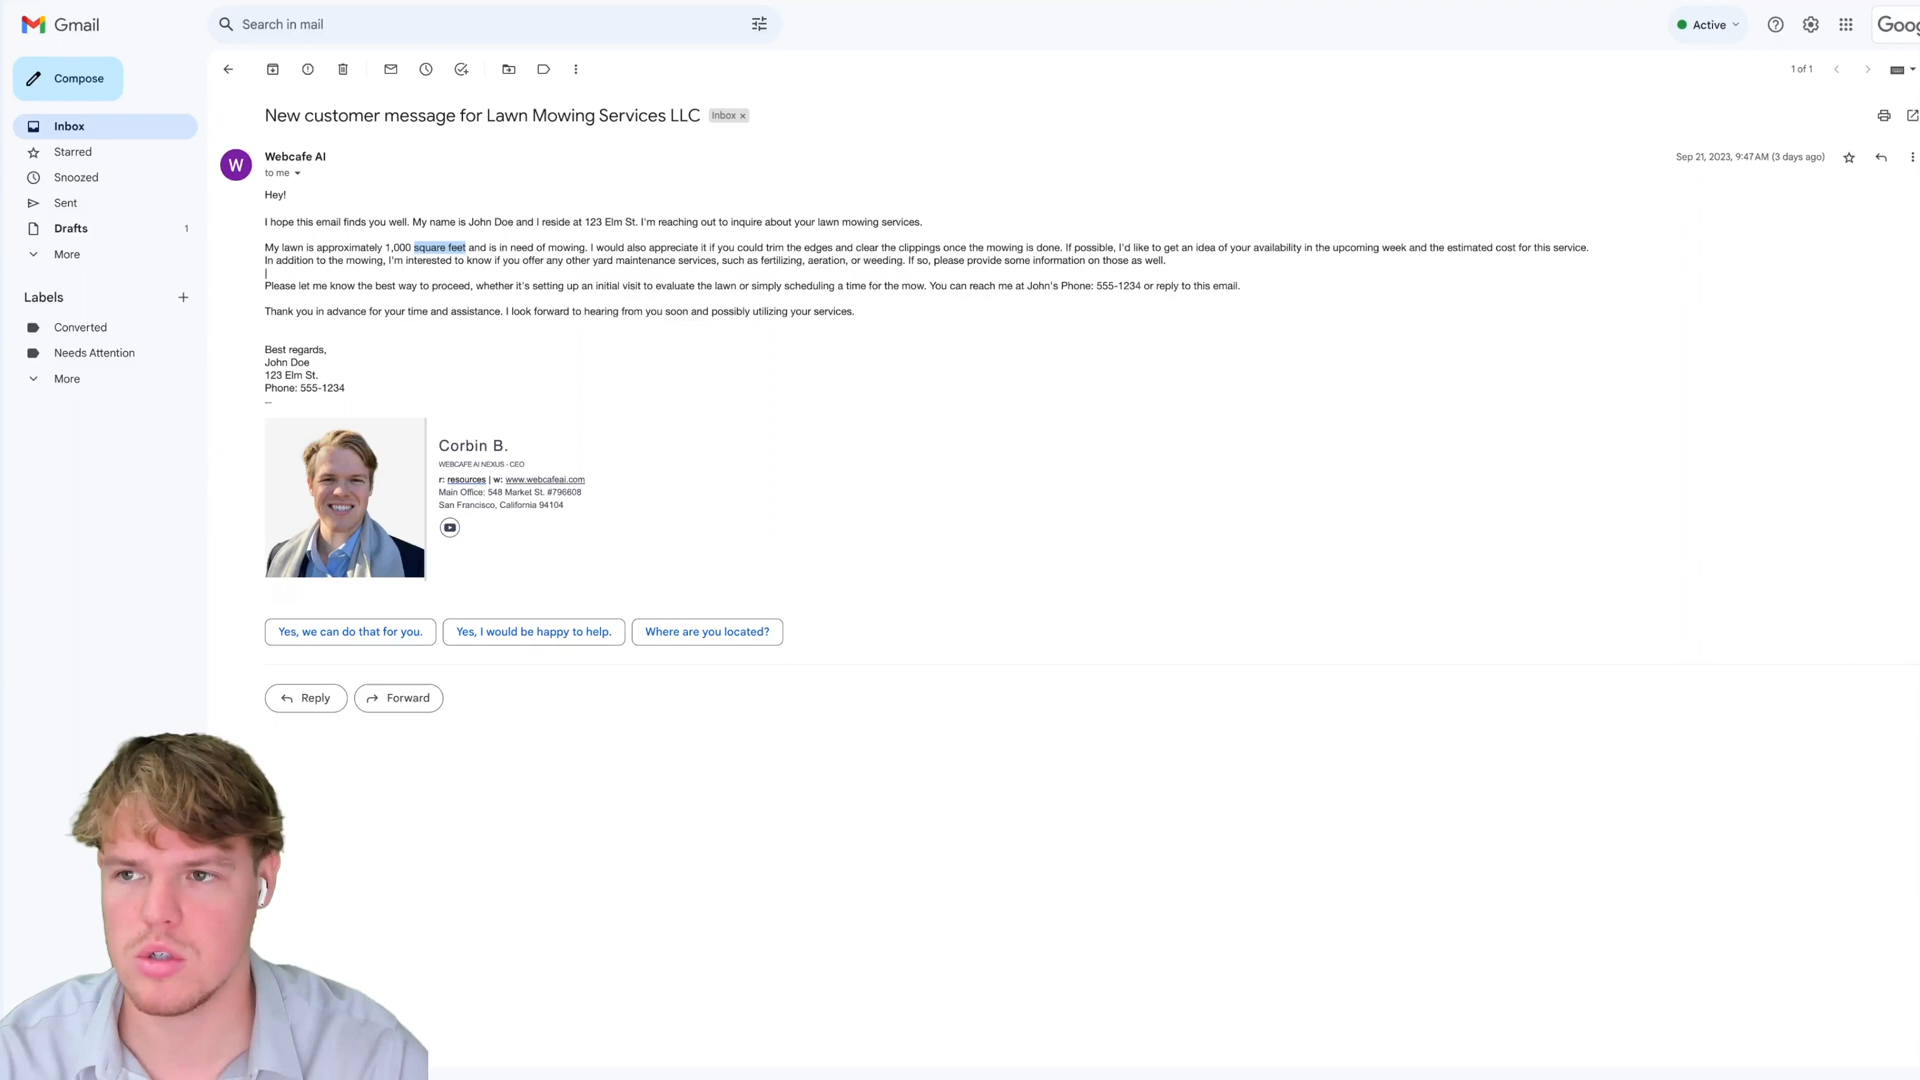 Gmail
Search in mail
Active
Compose
1 of 1
New customer message for Lawn Mowing Services LLC
Inbox x
Inbox
Starred
Snoozed
Sent
Drafts 1
More
Labels
Converted
Needs Attention
More
W
Webcafe AI
Sep 21, 2023, 9:47 AM (3 days ago)
to me
Hey!
I hope this email finds you well. My name is John Doe and I reside at 123 Elm St. I'm reaching out to inquire about your lawn mowing services.
My lawn is approximately 1,000 square feet and is in need of mowing. I would also appreciate it if you could trim the edges and clear the clippings once the mowing is done. If possible, I'd like to get an idea of your availability in the upcoming week and the estimated cost for this service.
In addition to the mowing, I'm interested to know if you offer any other yard maintenance services, such as fertilizing, aeration, or weeding. If so, please provide some information on those as well.
Please let me know the best way to proceed, whether it's setting up an initial visit to evaluate the lawn or simply scheduling a time for the mow. You can reach me at John's Phone: 555-1234 or reply to this email.
Thank you in advance for your time and assistance. I look forward to hearing from you soon and possibly utilizing your services.
Best regards,
John Doe
123 Elm St.
Phone: 555-1234
--
Corbin B.
WEBCAFE AI NEXUS - CEO
r: resources | w: www.webcafeai.com
Main Office: 548 Market St. #796608
San Francisco, California 94104
Yes, we can do that for you.
Yes, I would be happy to help.
Where are you located?
Reply
Forward